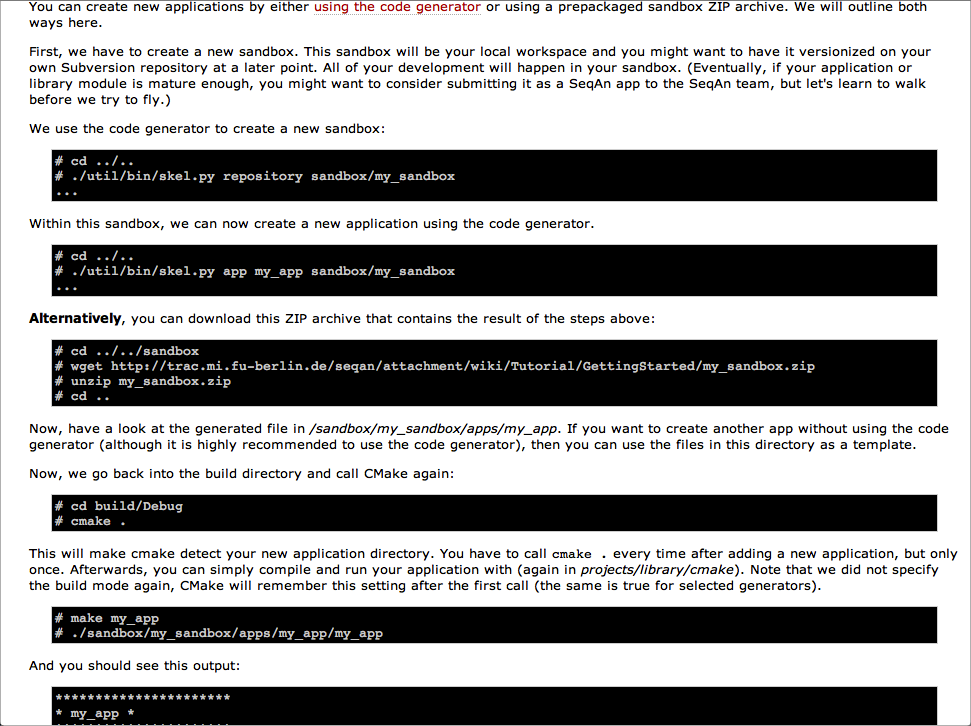 You can create new applications by either using the code generator or using a prepackaged sandbox ZIP archive. We will outline both
ways here.
First, we have to create a new sandbox. This sandbox will be your local workspace and you might want to have it versionized on your
own Subversion repository at a later point. All of your development will happen in your sandbox. (Eventually, if your application or
library module is mature enough, you might want to consider submitting it as a SeqAn app to the SeqAn team, but let's learn to walk
before we try to fly.)
We use the code generator to create a new sandbox:
# cd ../..
# ./util/bin/skel.py repository sandbox/my_sandbox
...
Within this sandbox, we can now create a new application using the code generator.
# cd ../..
# ./util/bin/skel.py app my_app sandbox/my_sandbox
...
Alternatively, you can download this ZIP archive that contains the result of the steps above:
# cd ../../sandbox
# wget http://trac.mi.fu-berlin.de/seqan/attachment/wiki/Tutorial/GettingStarted/my_sandbox.zip
# unzip my_sandbox.zip
# cd ..
Now, have a look at the generated file in /sandbox/my_sandbox/apps/my_app. If you want to create another app without using the code
generator (although it is highly recommended to use the code generator), then you can use the files in this directory as a template.
Now, we go back into the build directory and call CMake again:
# cd build/Debug
# cmake .
This will make cmake detect your new application directory. You have to call cmake . every time after adding a new application, but only
once. Afterwards, you can simply compile and run your application with (again in projects/library/cmake). Note that we did not specify
the build mode again, CMake will remember this setting after the first call (the same is true for selected generators).
# make my_app
# ./sandbox/my_sandbox/apps/my_app/my_app
And you should see this output:
**********************
* my_app *